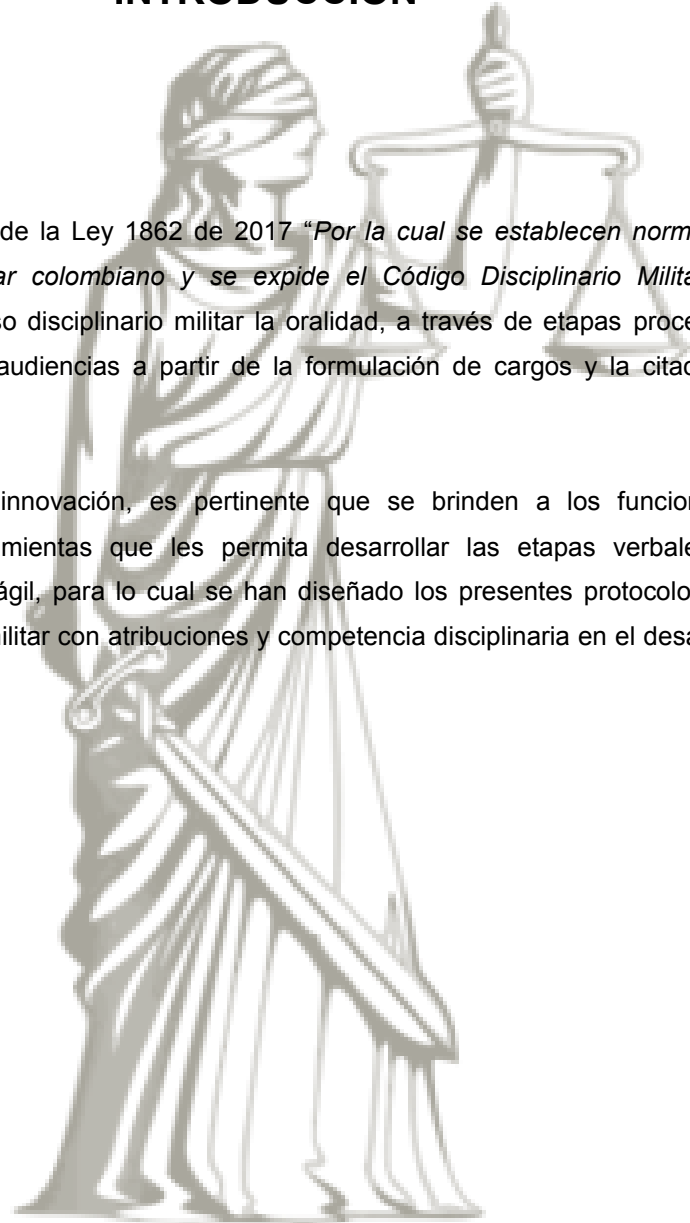 INTRODUCCIÓN
de la Ley 1862 de 2017 “Por la cual se establecen norm
ar colombiano y se expide el Código Disciplinario Milita
so disciplinario militar la oralidad, a través de etapas proce
audiencias a partir de la formulación de cargos y la citac
innovación, es pertinente que se brinden a los funcion
mientas que les permita desarrollar las etapas verbale
ágil, para lo cual se han diseñado los presentes protocolo
ilitar con atribuciones y competencia disciplinaria en el desa